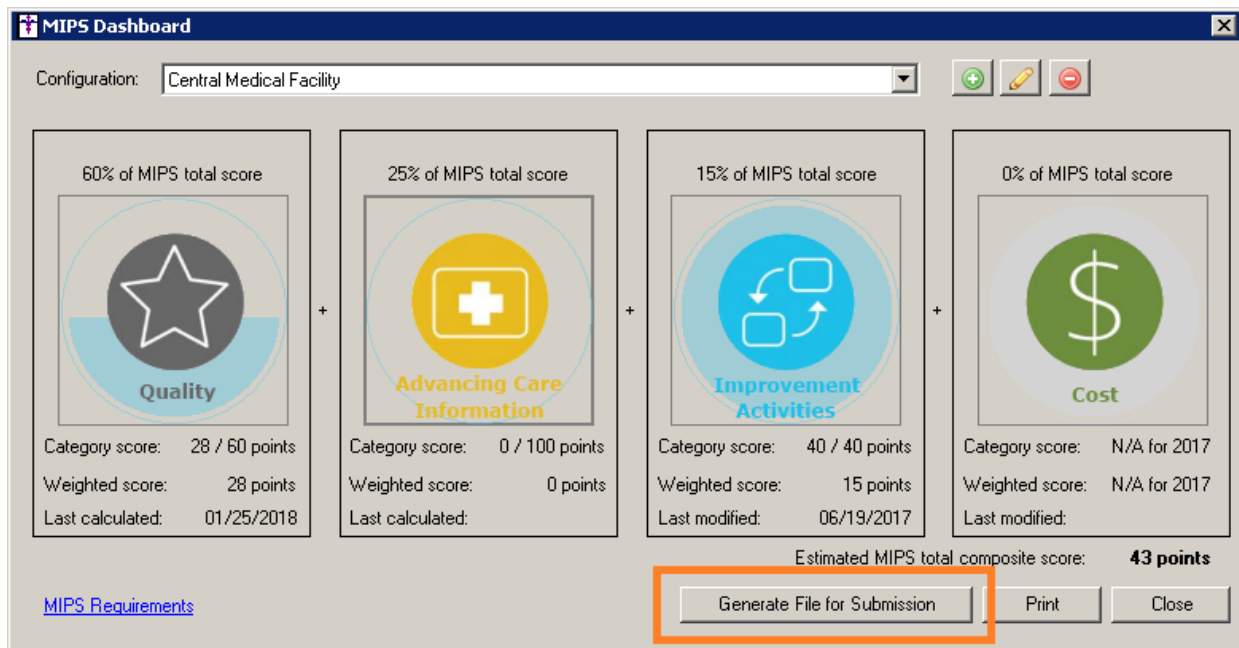 MIPS Dashboard
Configuration: Central Medical Facility
60% of MIPS total score
Quality
Category score: 28 / 60 points
Weighted score: 28 points
Last calculated: 01/25/2018
+
25% of MIPS total score
Advancing Care
Information
Category score: 0 / 100 points
Weighted score: 0 points
Last calculated:
+
15% of MIPS total score
Improvement
Activities
Category score: 40 / 40 points
Weighted score: 15 points
Last modified: 06/19/2017
+
0% of MIPS total score
$
Cost
Category score: N/A for 2017
Weighted score: N/A for 2017
Last modified:
Estimated MIPS total composite score: 43 points
MIPS Requirements
Generate File for Submission
Print
Close